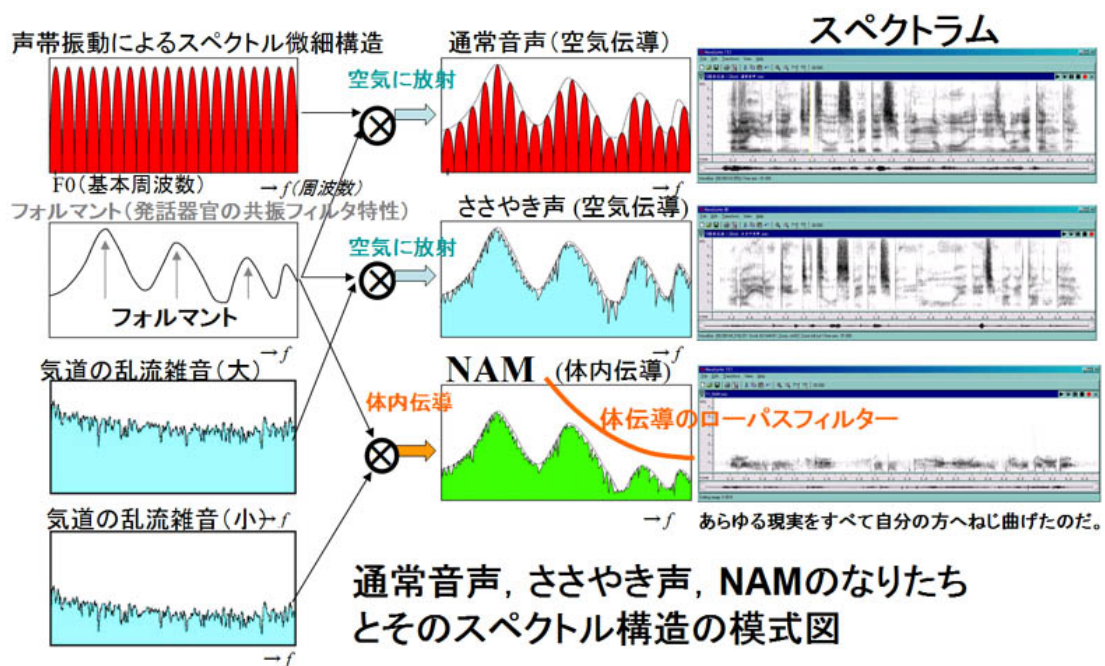 スペクトラム
声帯振動によるスペクトル微細構造
通常音声(空気伝導)
空気に放射
F0(基本周波数)
→f(周波数)
→f
フォルマント(発話器官の共振フィルタ特性)
ささやき声 (空気伝導)
空気に放射
フォルマント
→f
→f
気道の乱流雑音(大)
NAM (体内伝導)
体内伝導
体伝導のローパスフィルター
気道の乱流雑音(小)→f
→f
あらゆる現実をすべて自分の方へねじ曲げたのだ。
通常音声, ささやき声, NAMのなりたち
とそのスペクトル構造の模式図
→f